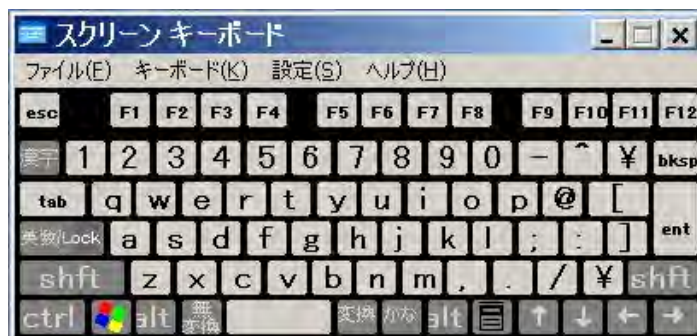 スクリーン キーボード
ファイル(F) キーボード(K) 設定(S) ヘルプ(H)
esc F1 F2 F3 F4 F5 F6 F7 F8 F9 F10 F11 F12
漢字 1 2 3 4 5 6 7 8 9 0 - ^ ¥ bksp
tab q w e r t y u i o p @ [
英数/Lock a s d f g h j k l ; : ] ent
shft z x c v b n m , . / ¥ shft
ctrl alt 無変換 変換 かな alt ↑ ↓ ← →